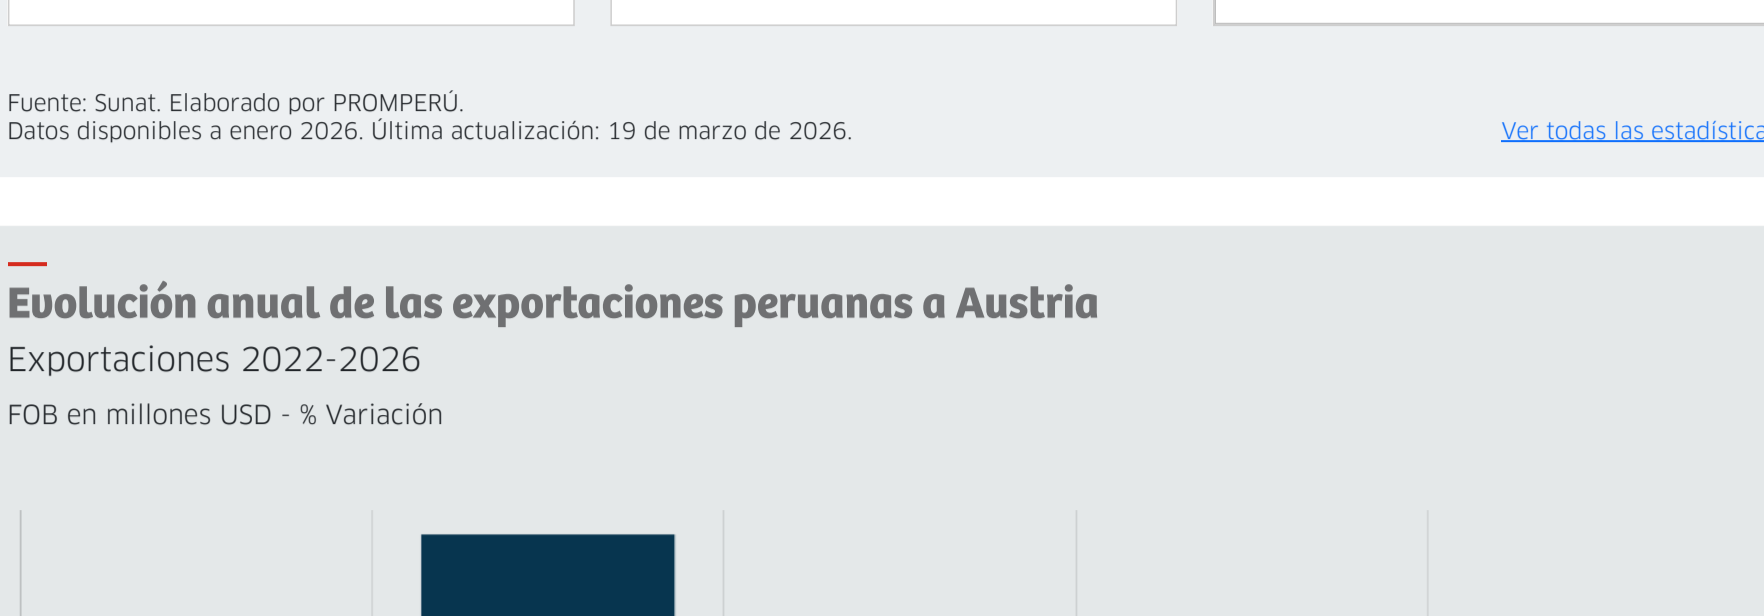 Fuente: Sunat. Elaborado por PROMPERÚ.
Datos disponibles a enero 2026. Última actualización: 19 de marzo de 2026.
Ver todas las estadística
Evolución anual de las exportaciones peruanas a Austria
Exportaciones 2022-2026
FOB en millones USD - % Variación